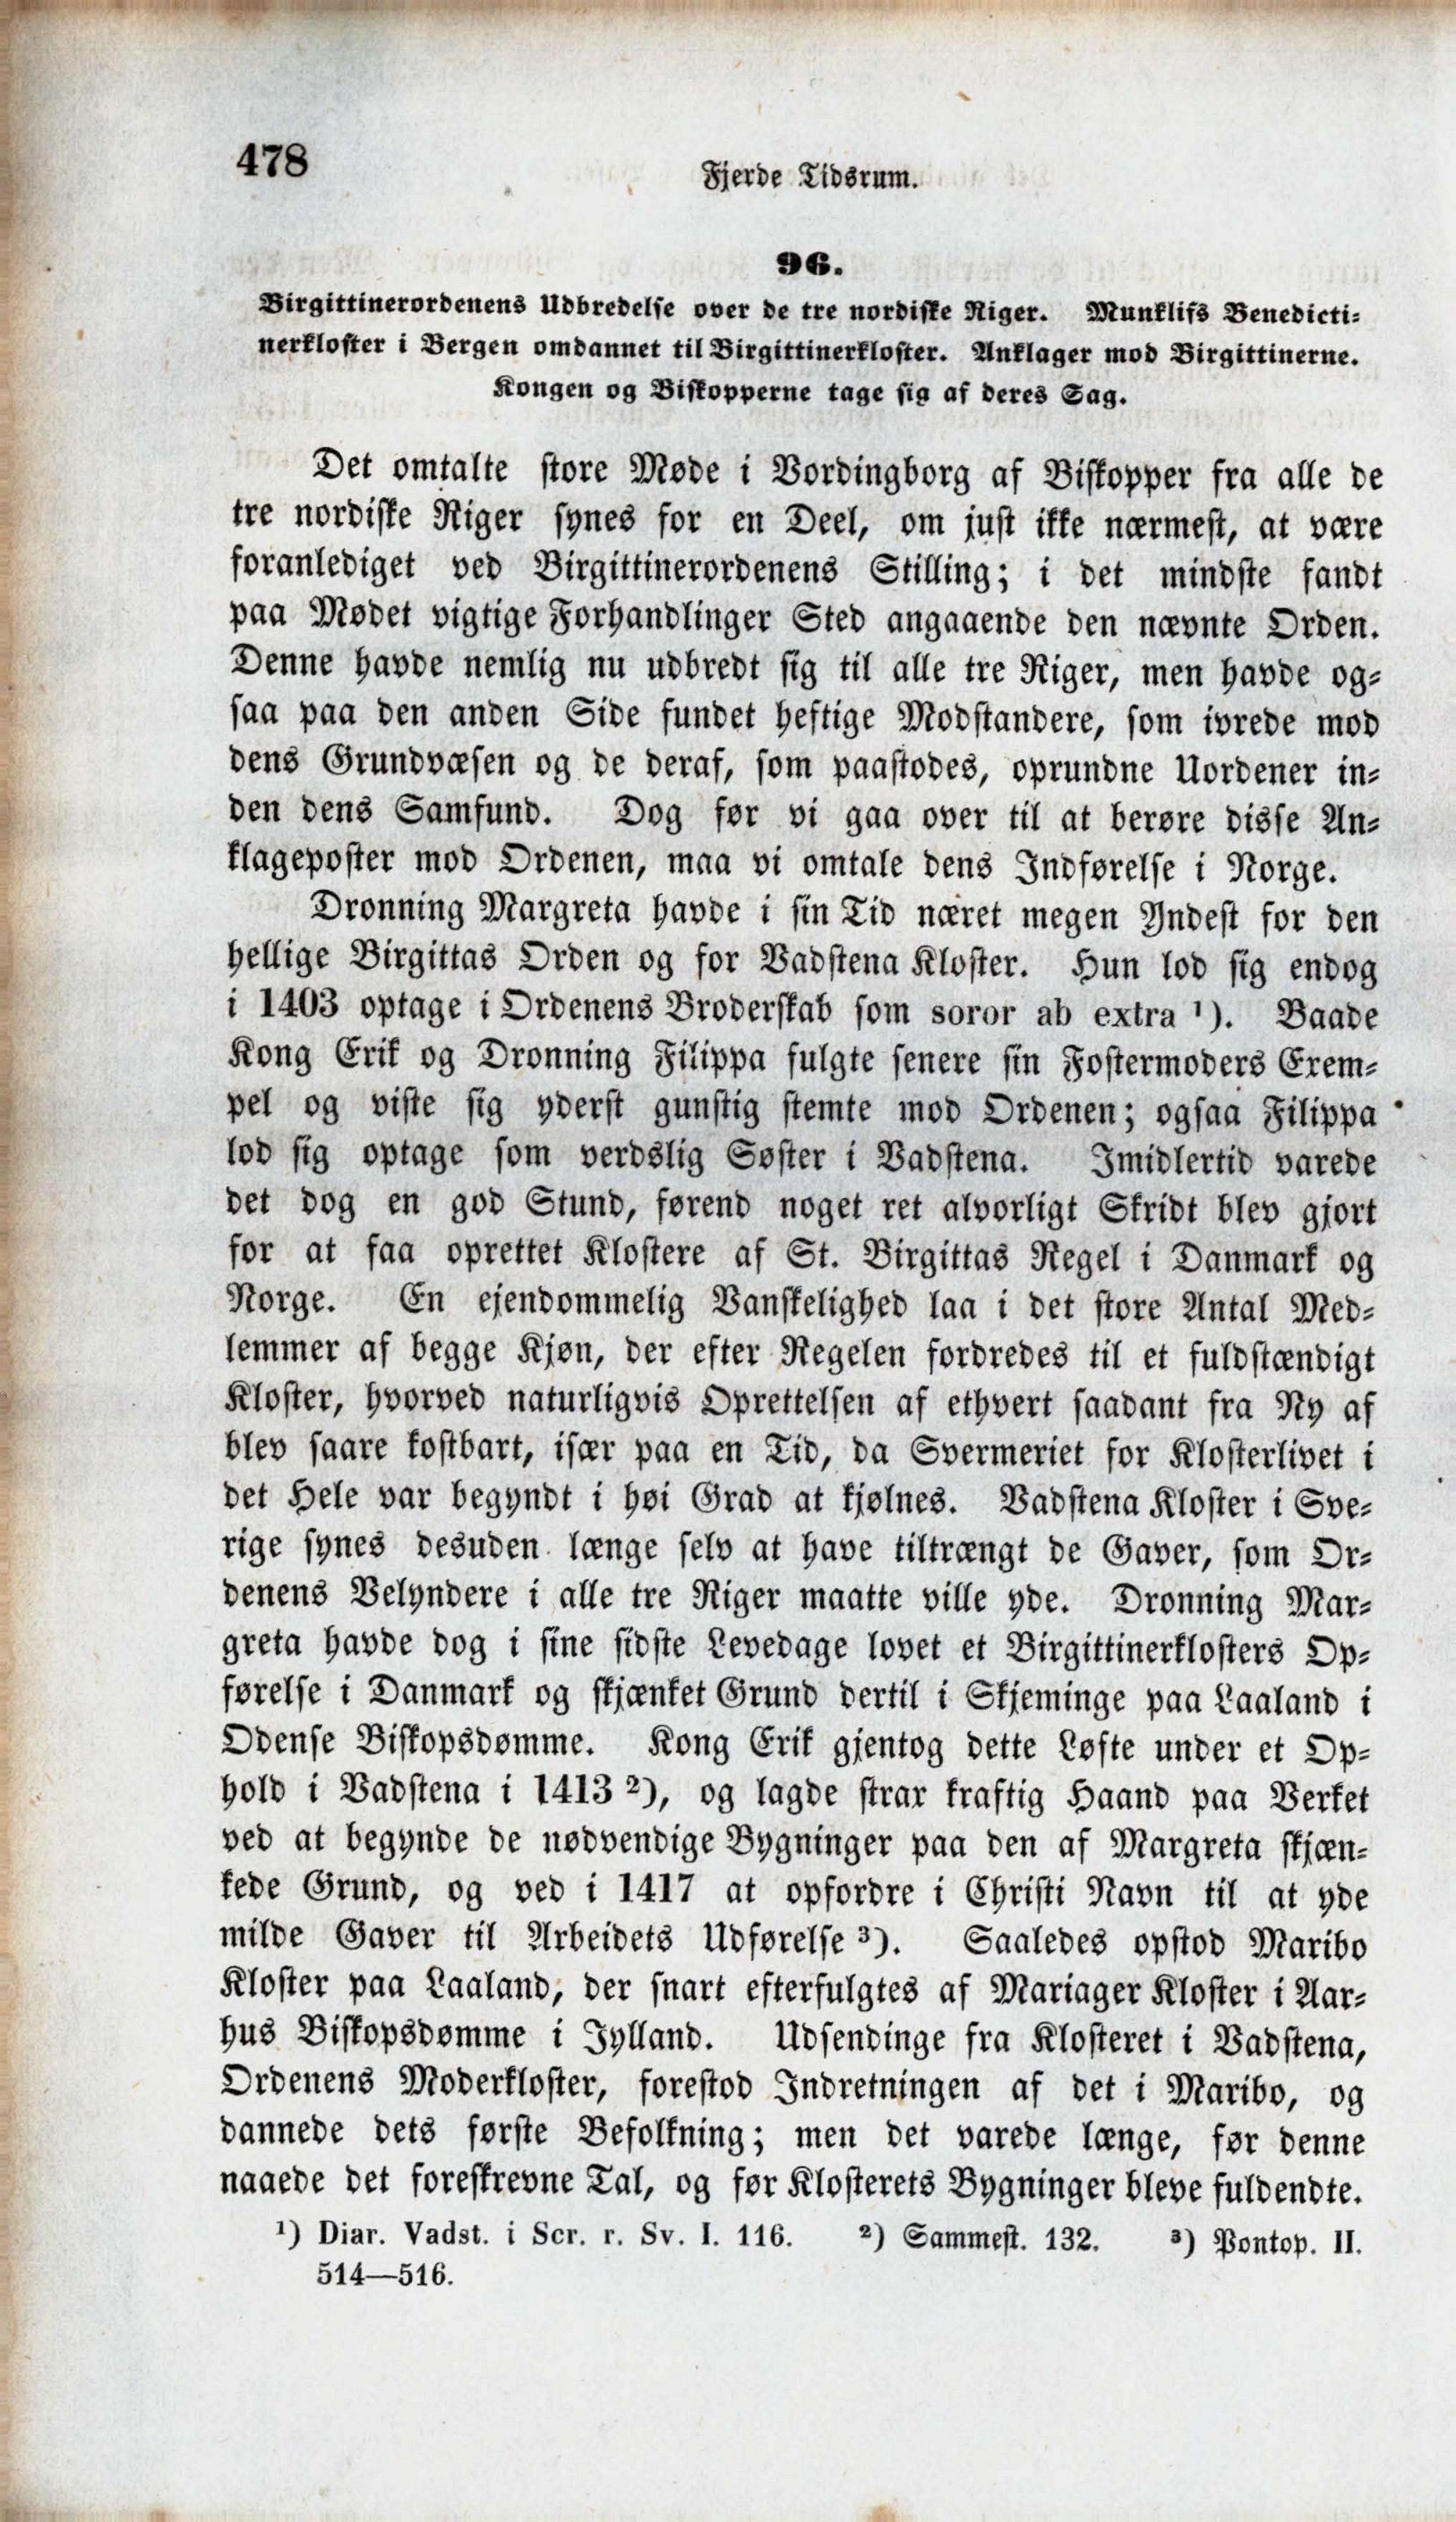 478
Fjerde Tidsrum.
96.
Birgittinerordenens Udbredelse over de tre nordiske Riger. Munklifs Benedicti-
nerkloster i Bergen omdannet til Birgittinerkloster. Anklager mod Birgittinerne.
Kongen og Biskopperne tage sig af deres Sag.
Det omtalte store Møde i Vordingborg af Biskopper fra alle de
tre nordiske Riger synes for en Deel, om just ikke nærmest, at være
foranlediget ved Birgittinerordenens Stilling; i det mindste fandt
paa Mødet vigtige Forhandlinger Sted angaaende den nævnte Orden.
Denne havde nemlig nu udbredt sig til alle tre Riger, men havde og-
saa paa den anden Side fundet heftige Modstandere, som ivrede mod
dens Grundvæsen og de deraf, som paastodes, oprundne Uordener in-
den dens Samfund. Dog før vi gaa over til at berøre disse An-
klageposter mod Ordenen, maa vi omtale dens Indførelse i Norge.
Dronning Margreta havde i sin Tid næret megen Yndest for den
hellige Birgittas Orden og for Vadstena Kloster. Hun lod sig endog
i 1403 optage i Ordenens Broderskab som soror ab extra ¹). Baade
Kong Erik og Dronning Filippa fulgte senere sin Fostermoders Exem-
pel og viste sig yderst gunstig stemte mod Ordenen; ogsaa Filippa
lod sig optage som verdslig Søster i Vadstena. Imidlertid varede
det dog en god Stund, førend noget ret alvorligt Skridt blev gjort
for at faa oprettet Klostere af St. Birgittas Regel i Danmark og
Norge. En ejendommelig Vanskelighed laa i det store Antal Med-
lemmer af begge Kjøn, der efter Regelen fordredes til et fuldstændigt
Kloster, hvorved naturligvis Oprettelsen af ethvert saadant fra Ny af
blev saare kostbart, især paa en Tid, da Svermeriet for Klosterlivet i
det Hele var begyndt i høi Grad at kjølnes. Vadstena Kloster i Sve-
rige synes desuden længe selv at have tiltrængt de Gaver, som Or-
denens Velyndere i alle tre Riger maatte ville yde. Dronning Mar-
greta havde dog i sine sidste Levedage lovet et Birgittinerklosters Op-
førelse i Danmark og skjænket Grund dertil i Skjeminge paa Laaland i
Odense Biskopsdømme. Kong Erik gjentog dette Løfte under et Op-
hold i Vadstena i 1413 ²), og lagde strax kraftig Haand paa Verket
ved at begynde de nødvendige Bygninger paa den af Margreta skjæn-
kede Grund, og ved i 1417 at opfordre i Christi Navn til at yde
milde Gaver til Arbeidets Udførelse ³). Saaledes opstod Maribo
Kloster paa Laaland, der snart efterfulgtes af Mariager Kloster i Aar-
hus Biskopsdømme i Jylland. Udsendinge fra Klosteret i Vadstena,
Ordenens Moderkloster, forestod Indretningen af det i Maribo, og
dannede dets første Befolkning; men det varede længe, før denne
naaede det foreskrevne Tal, og før Klosterets Bygninger bleve fuldendte.
¹) Diar. Vadst. i Scr. r. Sv. I. 116. ²) Sammest. 132. ³) Pontop. II.
514—516.